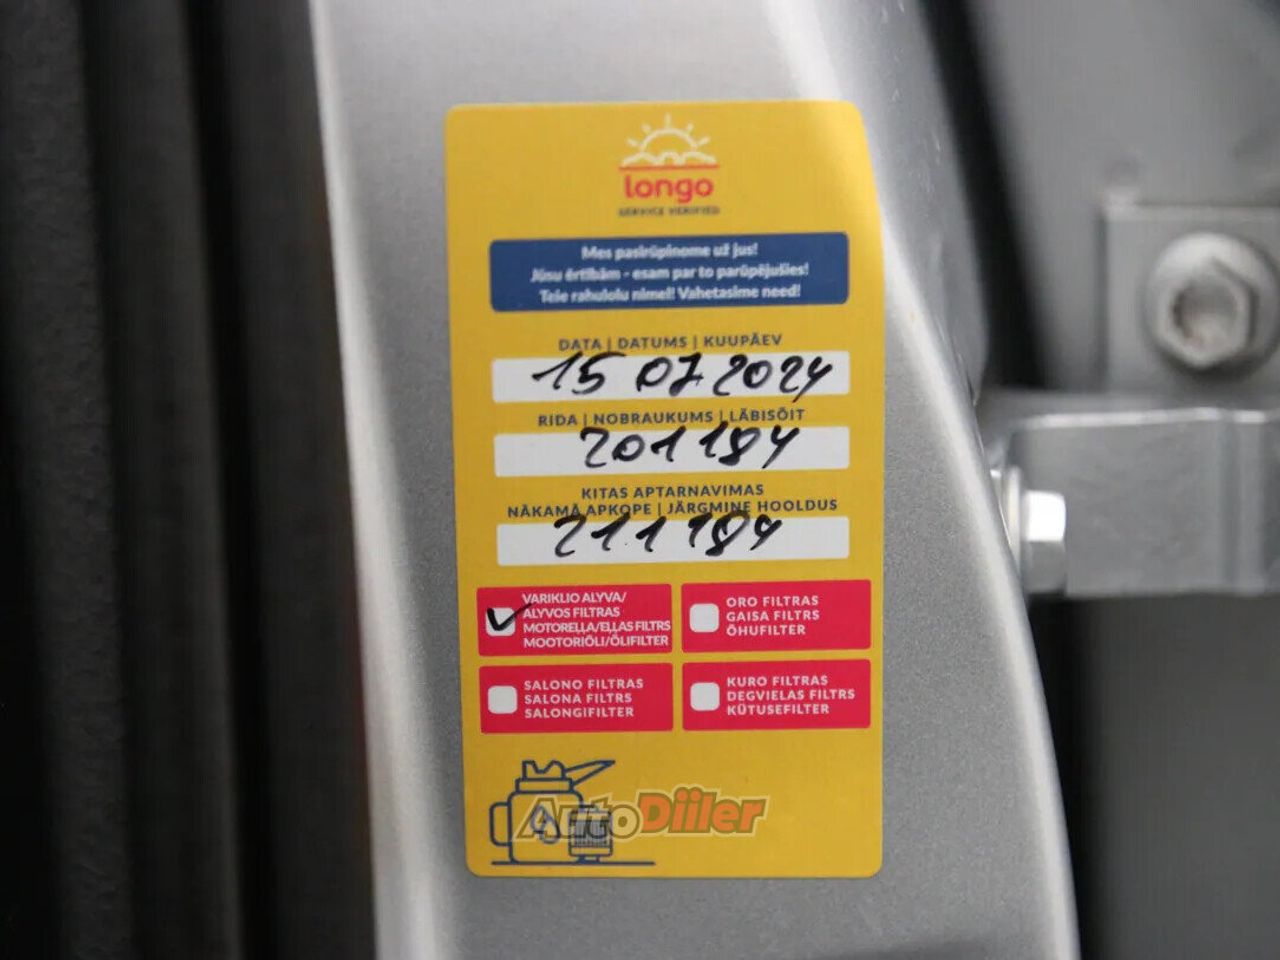 longo
SERVICE VERIFIED
Mes pasirūpinome už jus!
Jūsu ērtībām - esam par to parūpējušies!
Teie rahulolu nimel! Vahetasime need!
DATA | DATUMS | KUUPÄEV
15 07 2024
RIDA | NOBRAUKUMS | LÄBISÕIT
201184
KITAS APTARNAVIMAS
NĀKAMĀ APKOPE | JÄRGMINE HOOLDUS
211184
VARIKLIO ALYVA/
ALYVOS FILTRAS
MOTOREĻĻA/EĻĻAS FILTRS
MOOTORIÕLI/ÕLIFILTER
ORO FILTRAS
GAISA FILTRS
ÕHUFILTER
SALONO FILTRAS
SALONA FILTRS
SALONGIFILTER
KURO FILTRAS
DEGVIELAS FILTRS
KÜTUSEFILTER
AutoDiiler